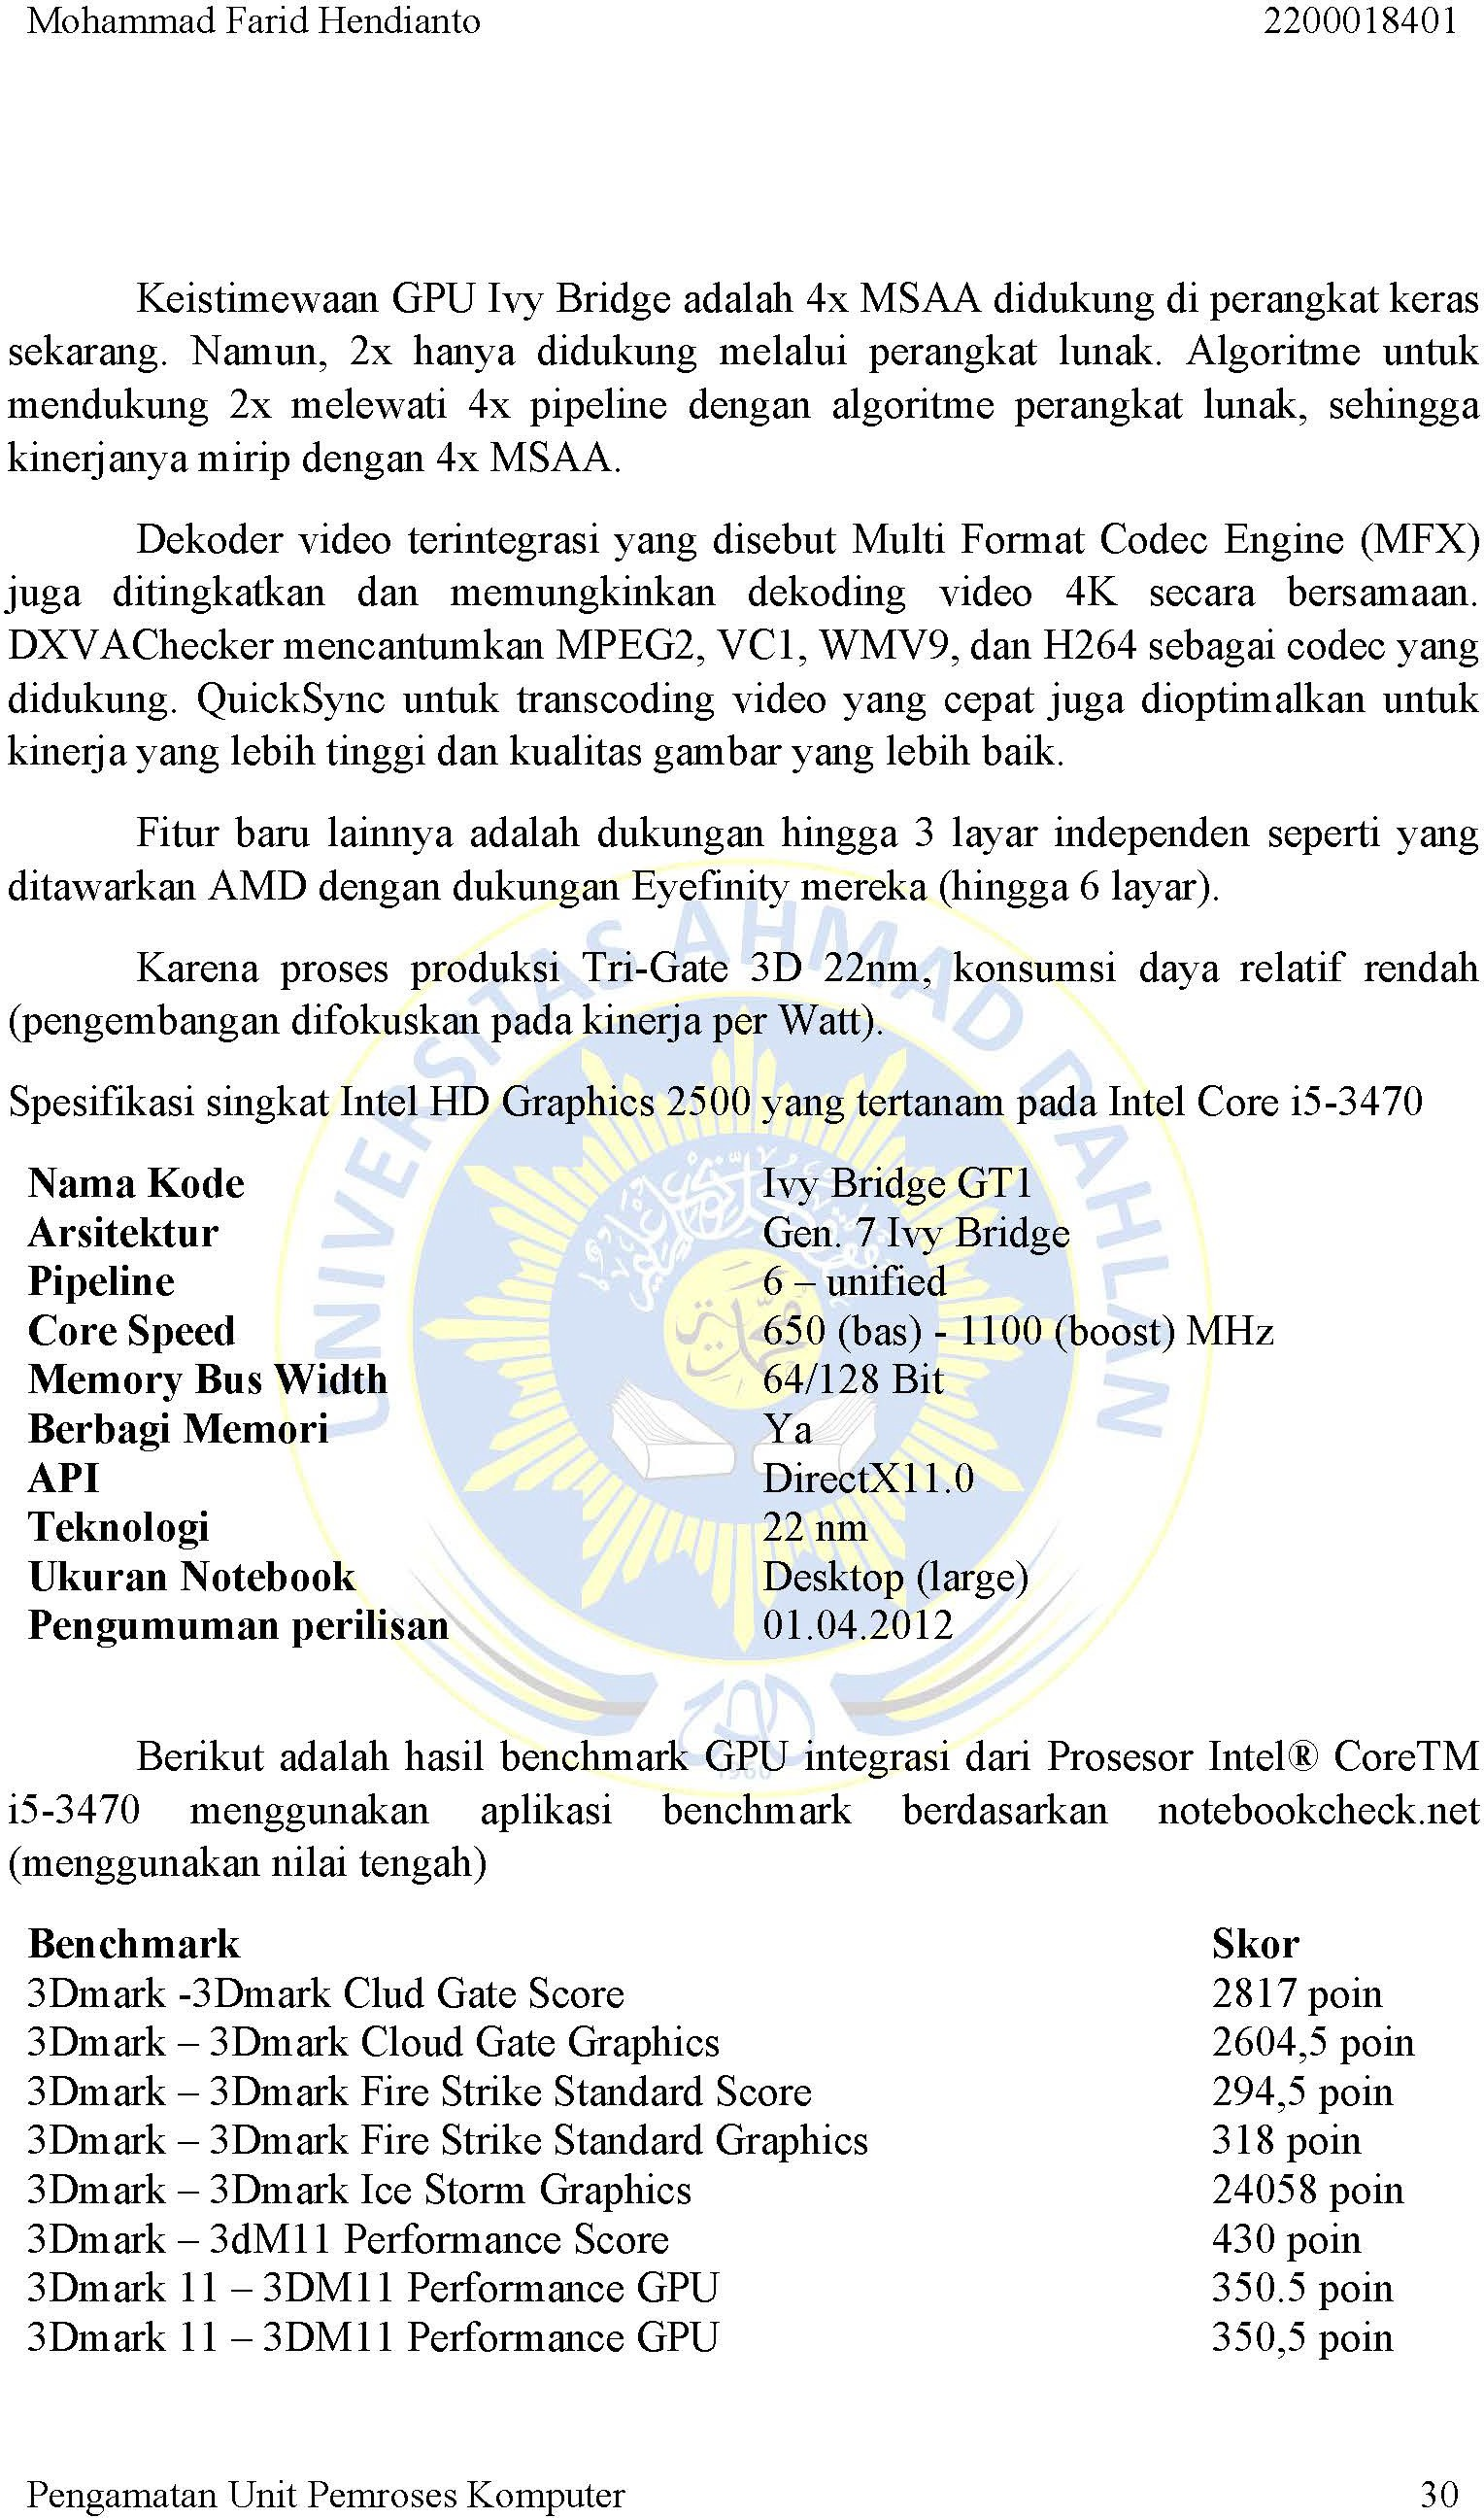 Mohammad Farid Hendianto 2200018401
Keistimewaan GPU Ivy Bridge adalah 4x MSAA didukung di perangkat keras
sekarang. Namun, 2x hanya didukung melalui perangkat lunak. Algoritme untuk
mendukung 2x melewati 4x pipeline dengan algoritme perangkat lunak, sehingga
kinerjanya mirip dengan 4x MSAA.
Dekoder video terintegrasi yang disebut Multi Format Codec Engine (MFX)
juga ditingkatkan dan memungkinkan dekoding video 4K secara bersamaan.
DXVAChecker mencantumkan MPEG2, VC1, WMV9, dan H264 sebagai codec yang
didukung. QuickSync untuk transcoding video yang cepat juga dioptimalkan untuk
kinerja yang lebih tinggi dan kualitas gambar yang lebih baik.
Fitur baru lainnya adalah dukungan hingga 3 layar independen seperti yang
ditawarkan AMD dengan dukungan Eyefinity mereka (hingga 6 layar).
Karena proses produksi Tri-Gate 3D 22nm, konsumsi daya relatif rendah
(pengembangan difokuskan pada kinerja per Watt).
Spesifikasi singkat Intel HD Graphics 2500 yang tertanam pada Intel Core i5-3470
Nama Kode Ivy Bridge GT1
Arsitektur Gen. 7 Ivy Bridge
Pipeline 6 – unified
Core Speed 650 (bas) - 1100 (boost) MHz
Memory Bus Width 64/128 Bit
Berbagi Memori Ya
API DirectX11.0
Teknologi 22 nm
Ukuran Notebook Desktop (large)
Pengumuman perilisan 01.04.2012
UNIVERSITAS AHMAD DAHLAN
1960
Berikut adalah hasil benchmark GPU integrasi dari Prosesor Intel® CoreTM
i5-3470 menggunakan aplikasi benchmark berdasarkan notebookcheck.net
(menggunakan nilai tengah)
Benchmark Skor
3Dmark -3Dmark Clud Gate Score 2817 poin
3Dmark – 3Dmark Cloud Gate Graphics 2604,5 poin
3Dmark – 3Dmark Fire Strike Standard Score 294,5 poin
3Dmark – 3Dmark Fire Strike Standard Graphics 318 poin
3Dmark – 3Dmark Ice Storm Graphics 24058 poin
3Dmark – 3dM11 Performance Score 430 poin
3Dmark 11 – 3DM11 Performance GPU 350.5 poin
3Dmark 11 – 3DM11 Performance GPU 350,5 poin
Pengamatan Unit Pemroses Komputer 30